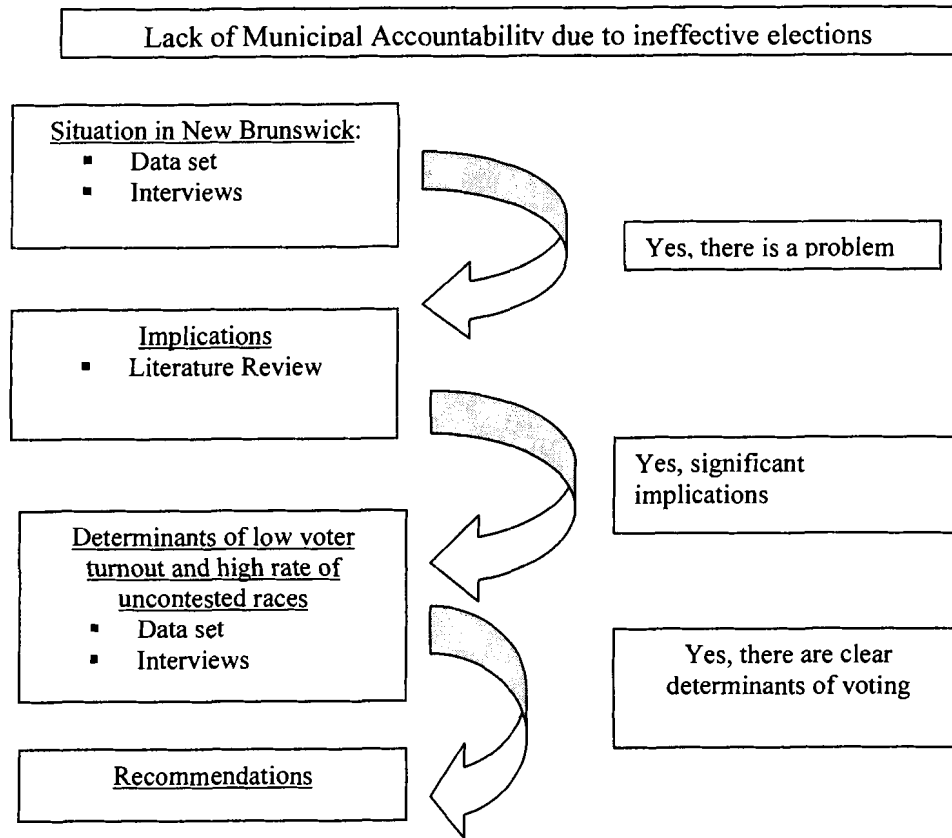 Lack of Municipal Accountability due to ineffective elections
Situation in New Brunswick:
▪ Data set
▪ Interviews
Yes, there is a problem
Implications
▪ Literature Review
Yes, significant
implications
Determinants of low voter
turnout and high rate of
uncontested races
▪ Data set
▪ Interviews
Yes, there are clear
determinants of voting
Recommendations